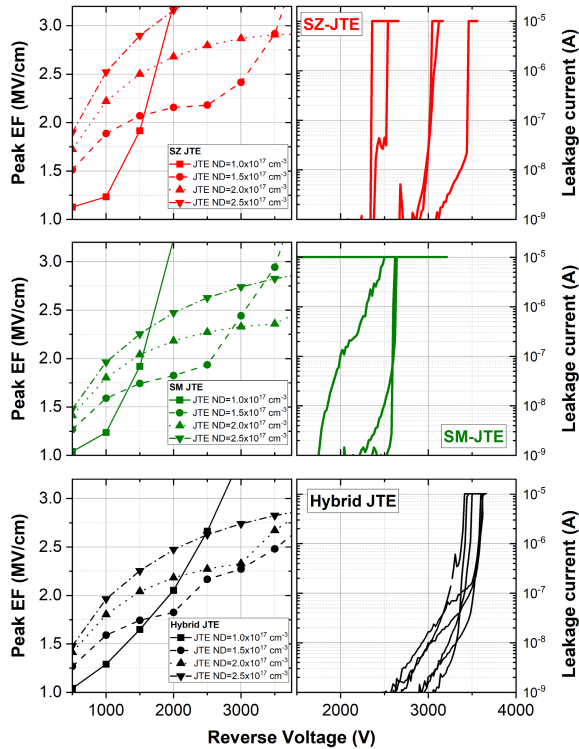 3.0
2.5
2.0
1.5
1.0
Peak EF (MV/cm)
SZ JTE
JTE ND=1.0x10¹⁷ cm⁻³
JTE ND=1.5x10¹⁷ cm⁻³
JTE ND=2.0x10¹⁷ cm⁻³
JTE ND=2.5x10¹⁷ cm⁻³
SZ-JTE
10⁻⁵
10⁻⁶
10⁻⁷
10⁻⁸
10⁻⁹
Leakage current (A)
3.0
2.5
2.0
1.5
1.0
Peak EF (MV/cm)
SM JTE
JTE ND=1.0x10¹⁷ cm⁻³
JTE ND=1.5x10¹⁷ cm⁻³
JTE ND=2.0x10¹⁷ cm⁻³
JTE ND=2.5x10¹⁷ cm⁻³
SM-JTE
10⁻⁵
10⁻⁶
10⁻⁷
10⁻⁸
10⁻⁹
Leakage current (A)
3.0
2.5
2.0
1.5
1.0
Peak EF (MV/cm)
Hybrid JTE
JTE ND=1.0x10¹⁷ cm⁻³
JTE ND=1.5x10¹⁷ cm⁻³
JTE ND=2.0x10¹⁷ cm⁻³
JTE ND=2.5x10¹⁷ cm⁻³
Hybrid JTE
10⁻⁵
10⁻⁶
10⁻⁷
10⁻⁸
10⁻⁹
Leakage current (A)
1000 1500 2000 2500 3000 3500 2000 3000 4000
Reverse Voltage (V)